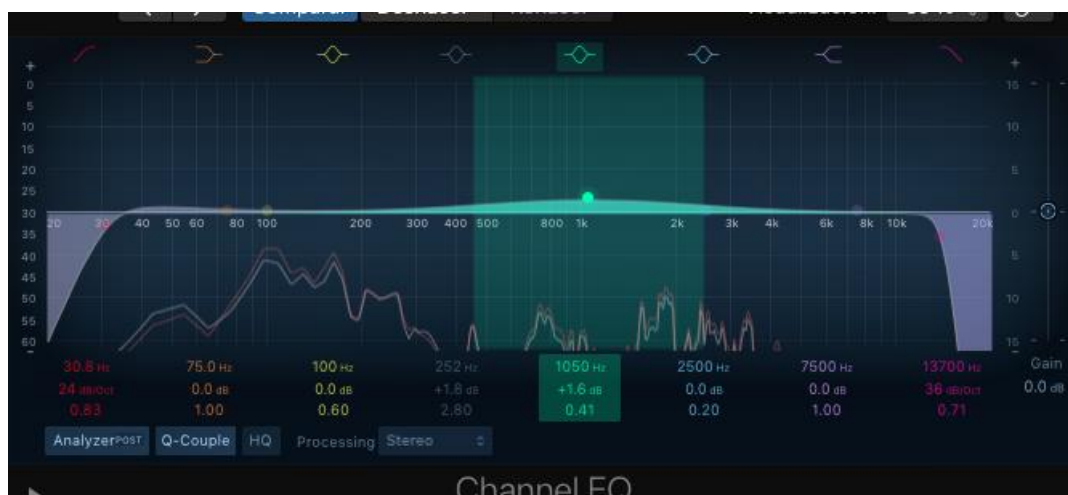 Comparar
+ +
0 15
5
10 10
15
20 5
25
30 20 30 40 50 60 80 100 200 300 400 500 800 1k 2k 3k 4k 6k 8k 10k 20k 0
35
40 5
45
50 10
55
60 15
- -
30.8 Hz 75.0 Hz 100 Hz 252 Hz 1050 Hz 2500 Hz 7500 Hz 13700 Hz Gain
24 dB/Oct 0.0 dB 0.0 dB +1.8 dB +1.6 dB 0.0 dB 0.0 dB 36 dB/Oct 0.0 dB
0.83 1.00 0.60 2.80 0.41 0.20 1.00 0.71
Analyzer POST Q-Couple HQ Processing Stereo
Channel EQ